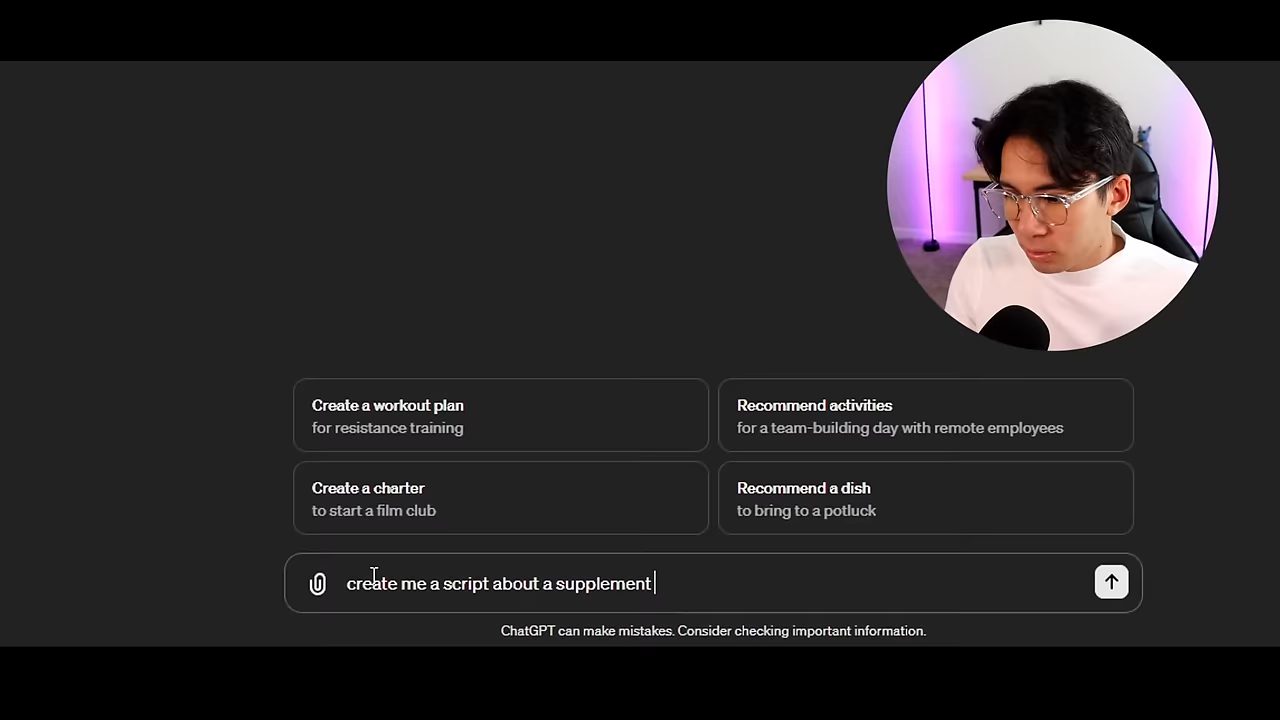 Create a workout plan
for resistance training
Recommend activities
for a team-building day with remote employees
Create a charter
to start a film club
Recommend a dish
to bring to a potluck
create me a script about a supplement
ChatGPT can make mistakes. Consider checking important information.